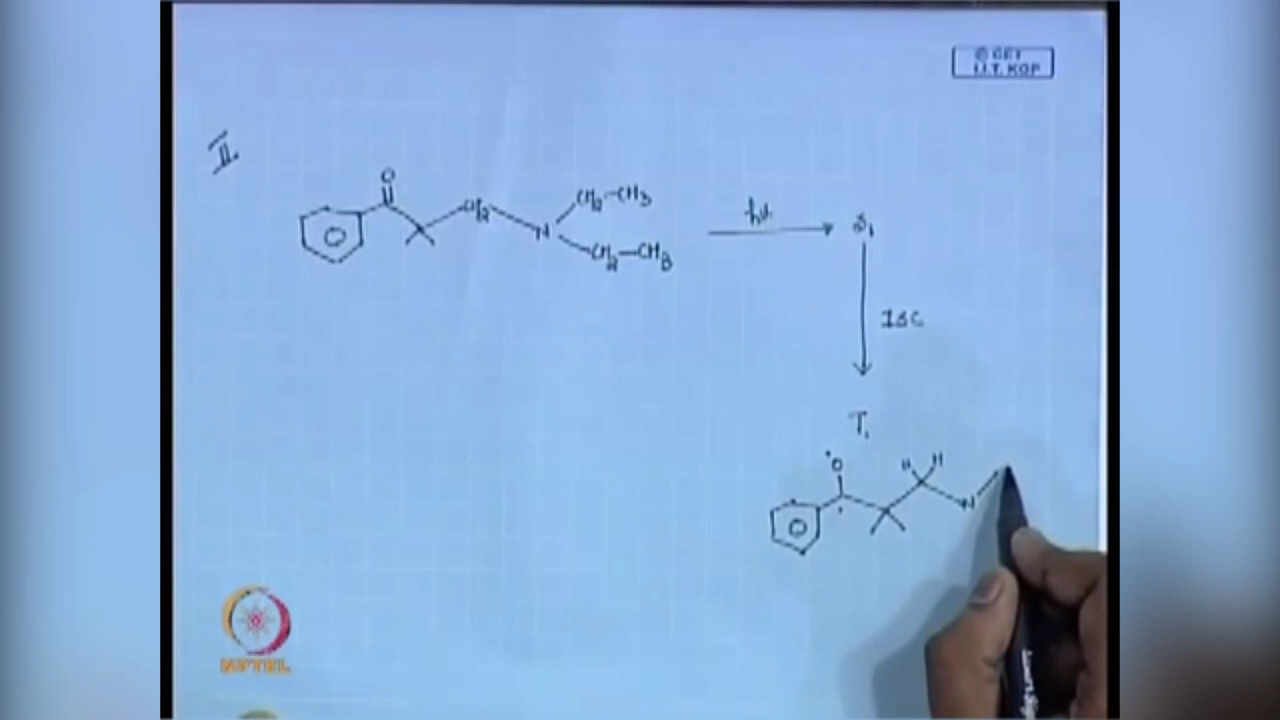 © CET
I.I.T. KGP
II.
O
CH2 N CH2-CH3
CH2-CH3
hν
S1
ISC
T1
O
H H
N
NPTEL